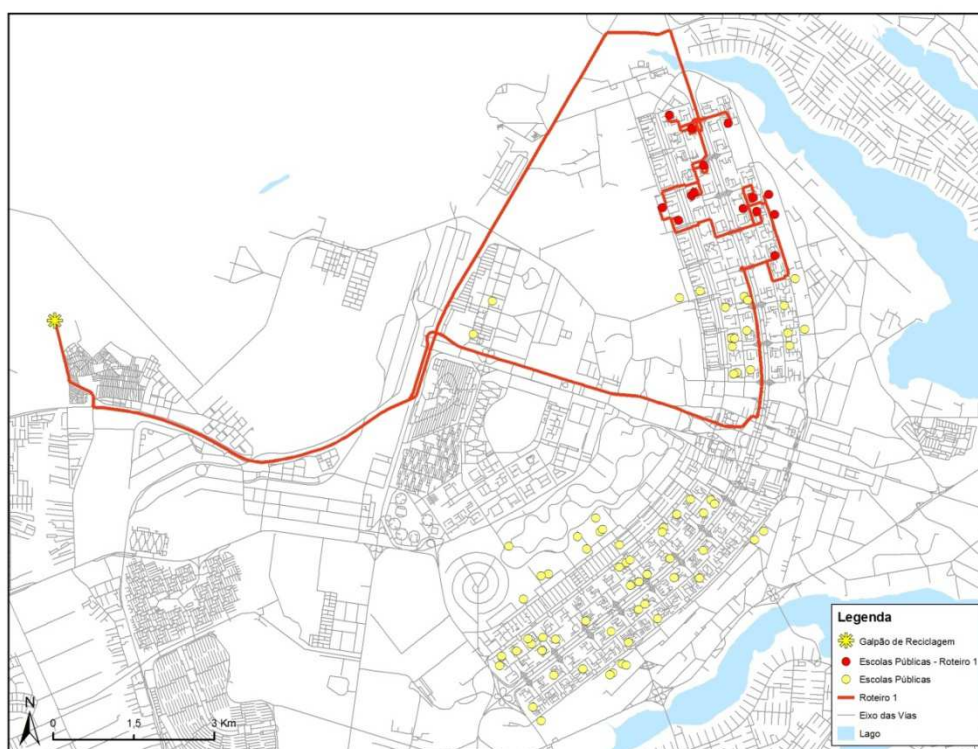 Legenda
Galpão de Reciclagem
Escolas Públicas - Roteiro 1
Escolas Públicas
Roteiro 1
Eixo das Vias
Lago
N
0 1,5 3 Km